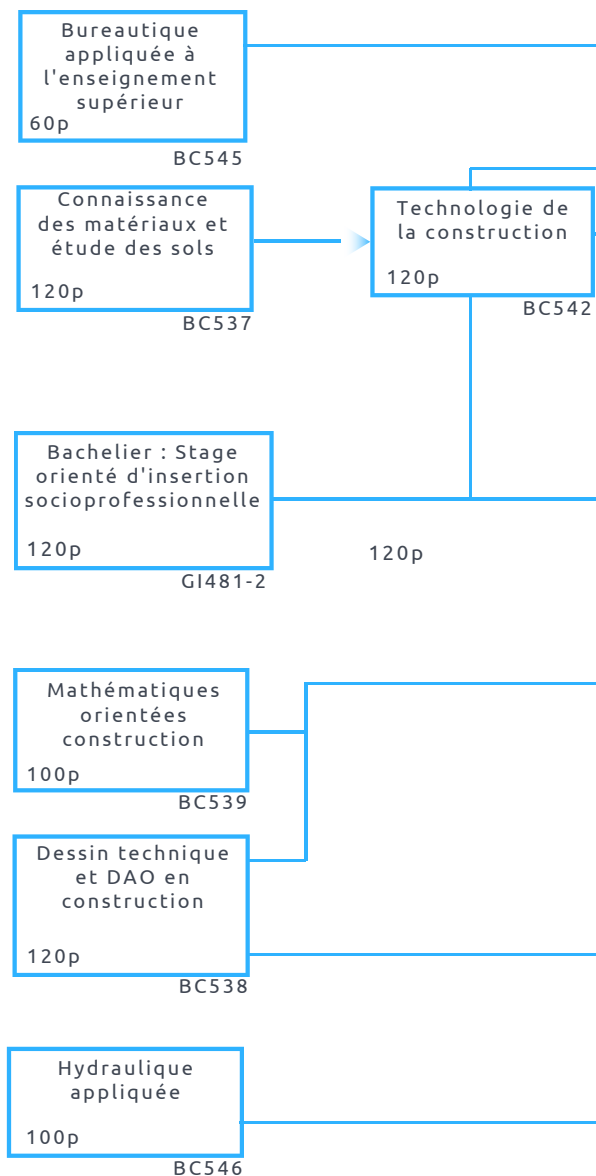 Bureautique
appliquée à
l'enseignement
supérieur
60p
BC545
Connaissance
des matériaux et
étude des sols
120p
BC537
Technologie de
la construction
120p
BC542
Bachelier : Stage
orienté d'insertion
socioprofessionnelle
120p
GI481-2
120p
Mathématiques
orientées
construction
100p
BC539
Dessin technique
et DAO en
construction
120p
BC538
Hydraulique
appliquée
100p
BC546